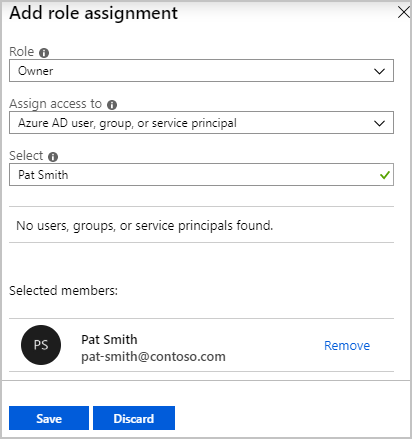 Add role assignment
Role
Owner
Assign access to
Azure AD user, group, or service principal
Select
Pat Smith
No users, groups, or service principals found.
Selected members:
PS
Pat Smith
pat-smith@contoso.com
Remove
Save
Discard